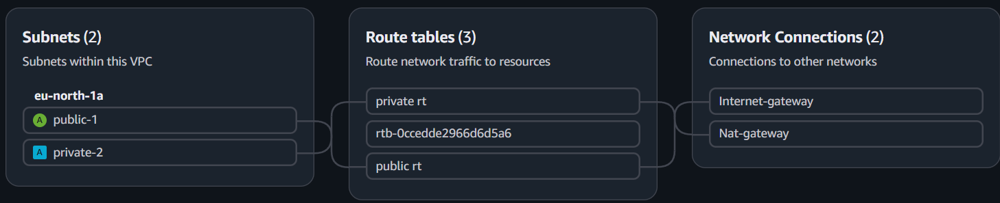 Subnets (2)
Subnets within this VPC
eu-north-1a
A public-1
A private-2
Route tables (3)
Route network traffic to resources
private rt
rtb-0ccedde2966d6d5a6
public rt
Network Connections (2)
Connections to other networks
Internet-gateway
Nat-gateway